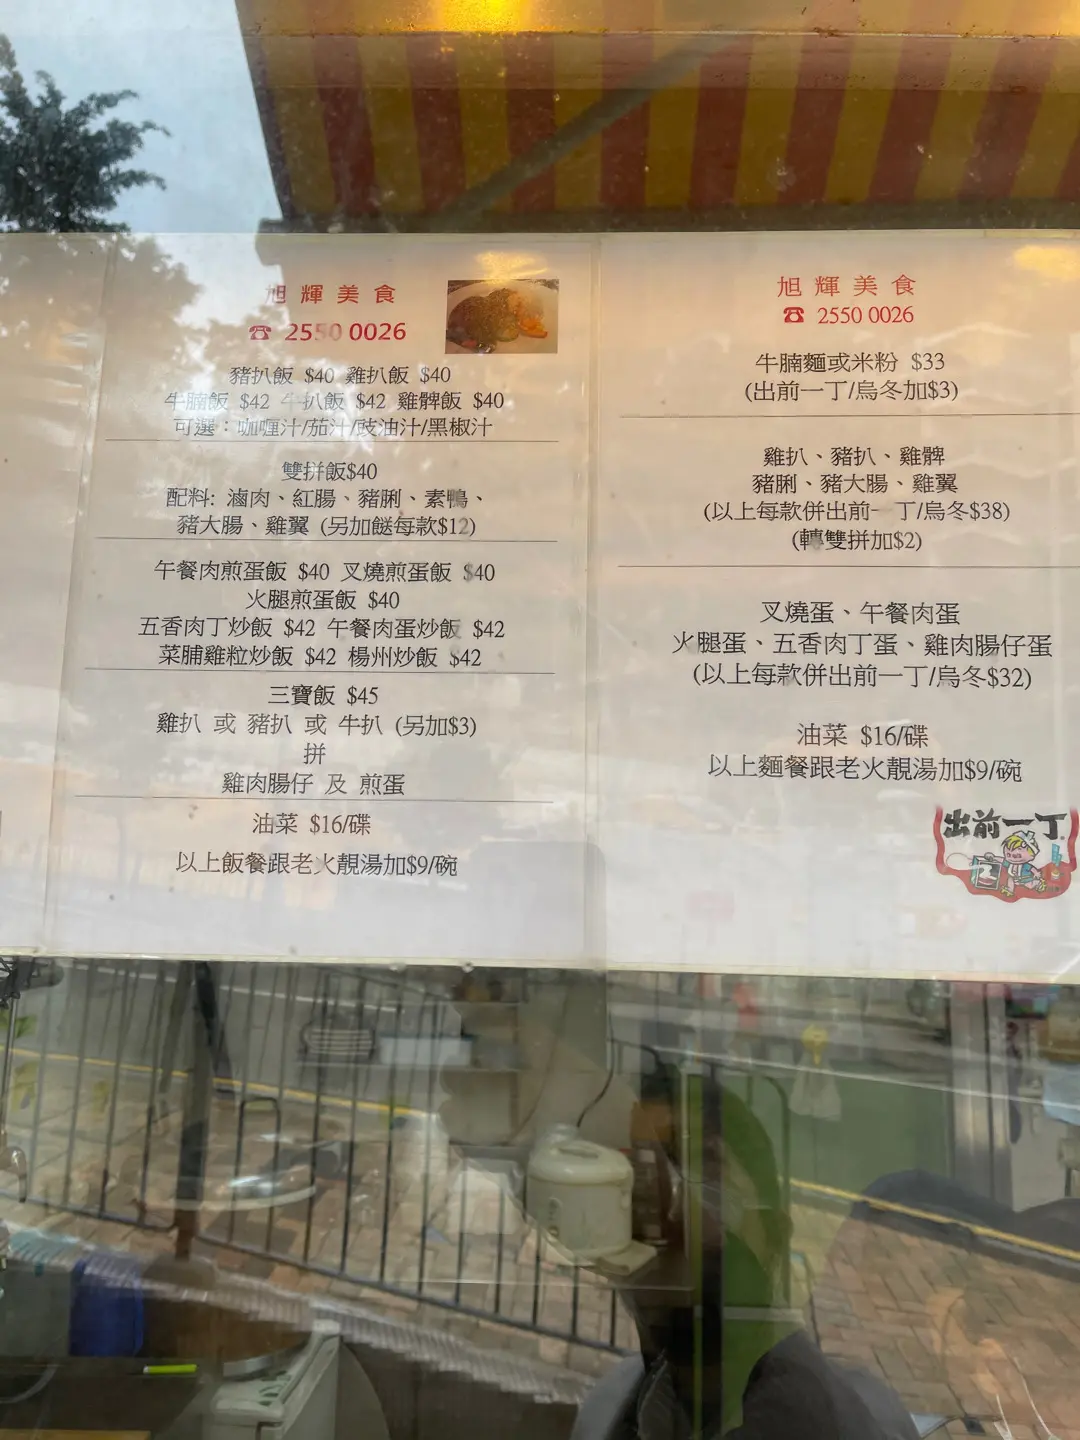 旭輝美食
☎ 2550 0026
豬扒飯 $40 雞扒飯 $40
牛腩飯 $42 牛扒飯 $42 雞髀飯 $40
可選：咖喱汁/茄汁/豉油汁/黑椒汁
雙拼飯$40
配料: 滷肉、紅腸、豬脷、素鴨、
豬大腸、雞翼 (另加餸每款$12)
午餐肉煎蛋飯 $40 叉燒煎蛋飯 $40
火腿煎蛋飯 $40
五香肉丁炒飯 $42 午餐肉蛋炒飯 $42
菜脯雞粒炒飯 $42 楊州炒飯 $42
三寶飯 $45
雞扒 或 豬扒 或 牛扒 (另加$3)
拼
雞肉腸仔 及 煎蛋
油菜 $16/碟
以上飯餐跟老火靚湯加$9/碗
旭輝美食
☎ 2550 0026
牛腩麵或米粉 $33
(出前一丁/烏冬加$3)
雞扒、豬扒、雞髀
豬脷、豬大腸、雞翼
(以上每款併出前一丁/烏冬$38)
(轉雙拼加$2)
叉燒蛋、午餐肉蛋
火腿蛋、五香肉丁蛋、雞肉腸仔蛋
(以上每款併出前一丁/烏冬$32)
油菜 $16/碟
以上麵餐跟老火靚湯加$9/碗
出前一丁